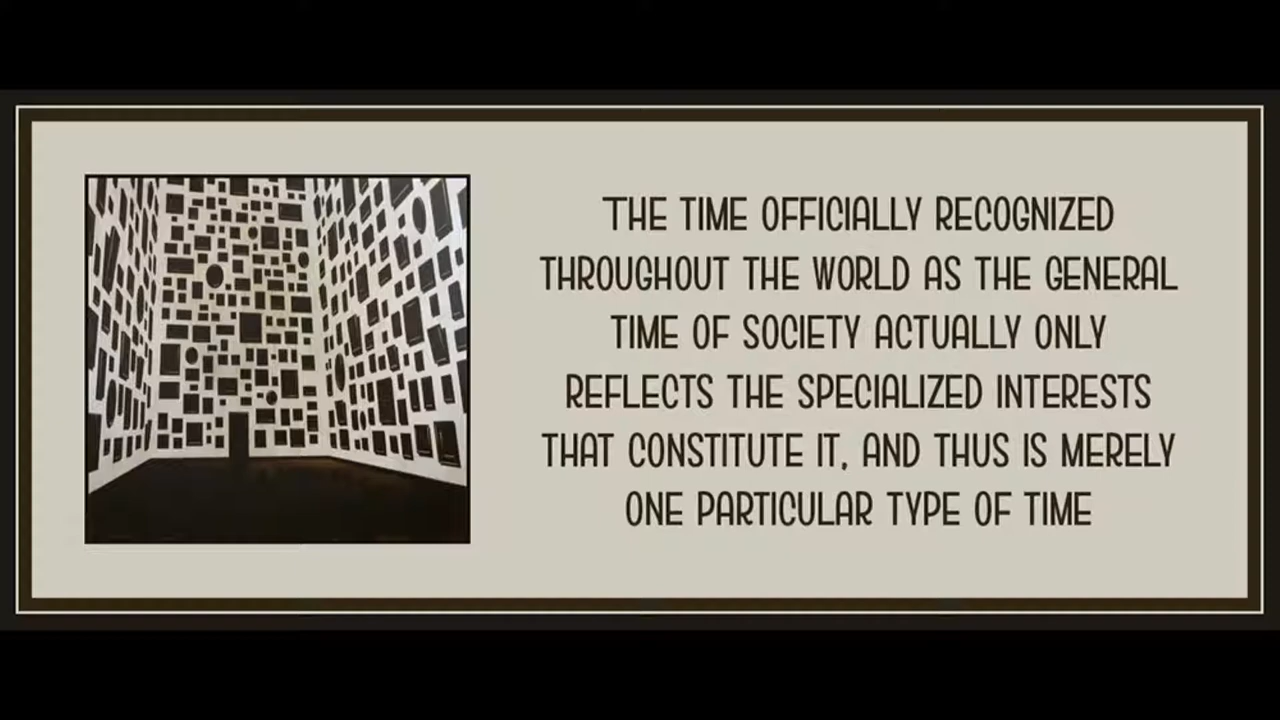 THE TIME OFFICIALLY RECOGNIZED
THROUGHOUT THE WORLD AS THE GENERAL
TIME OF SOCIETY ACTUALLY ONLY
REFLECTS THE SPECIALIZED INTERESTS
THAT CONSTITUTE IT, AND THUS IS MERELY
ONE PARTICULAR TYPE OF TIME